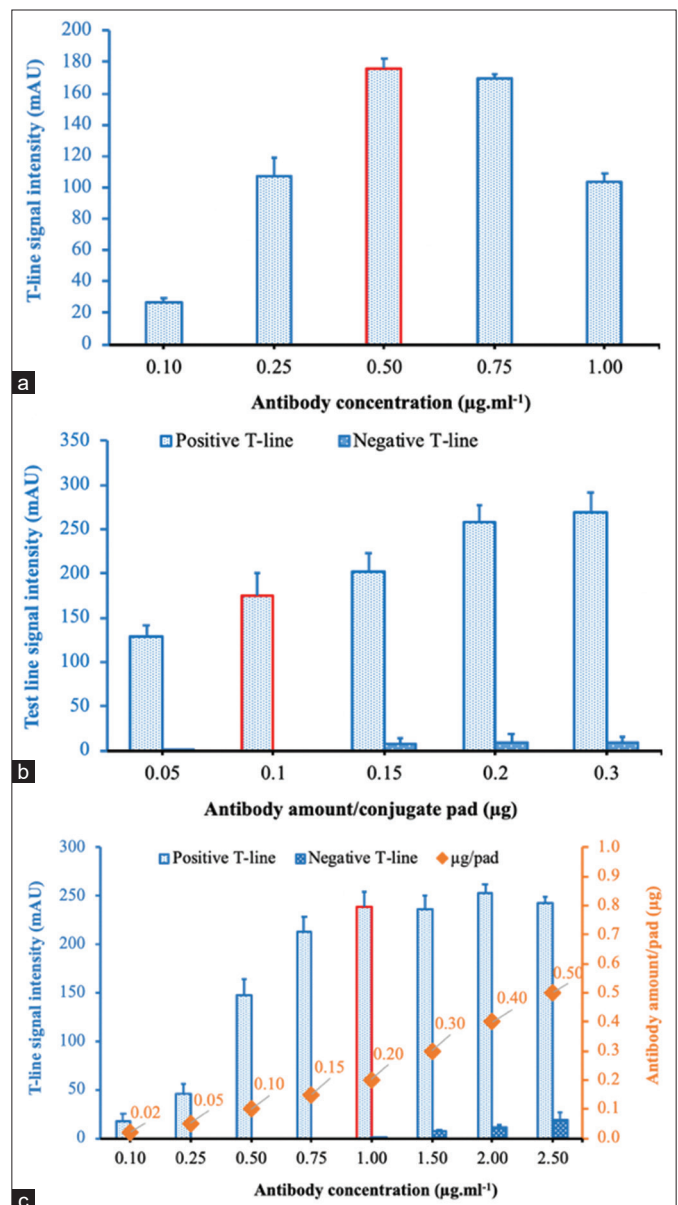 T-line signal intensity (mAU)
200
180
160
140
120
100
80
60
40
20
0
0.10 0.25 0.50 0.75 1.00
Antibody concentration (µg.ml-1)
a
Test line signal intensity (mAU)
350
300
250
200
150
100
50
0
Positive T-line Negative T-line
0.05 0.1 0.15 0.2 0.3
Antibody amount/conjugate pad (µg)
b
T-line signal intensity (mAU)
300
250
200
150
100
50
0
Positive T-line Negative T-line µg/pad
0.02 0.05 0.10 0.15 0.20 0.30 0.40 0.50
1.0
0.9
0.8
0.7
0.6
0.5
0.4
0.3
0.2
0.1
0.0
Antibody amount/pad (µg)
0.10 0.25 0.50 0.75 1.00 1.50 2.00 2.50
Antibody concentration (µg.ml-1)
c